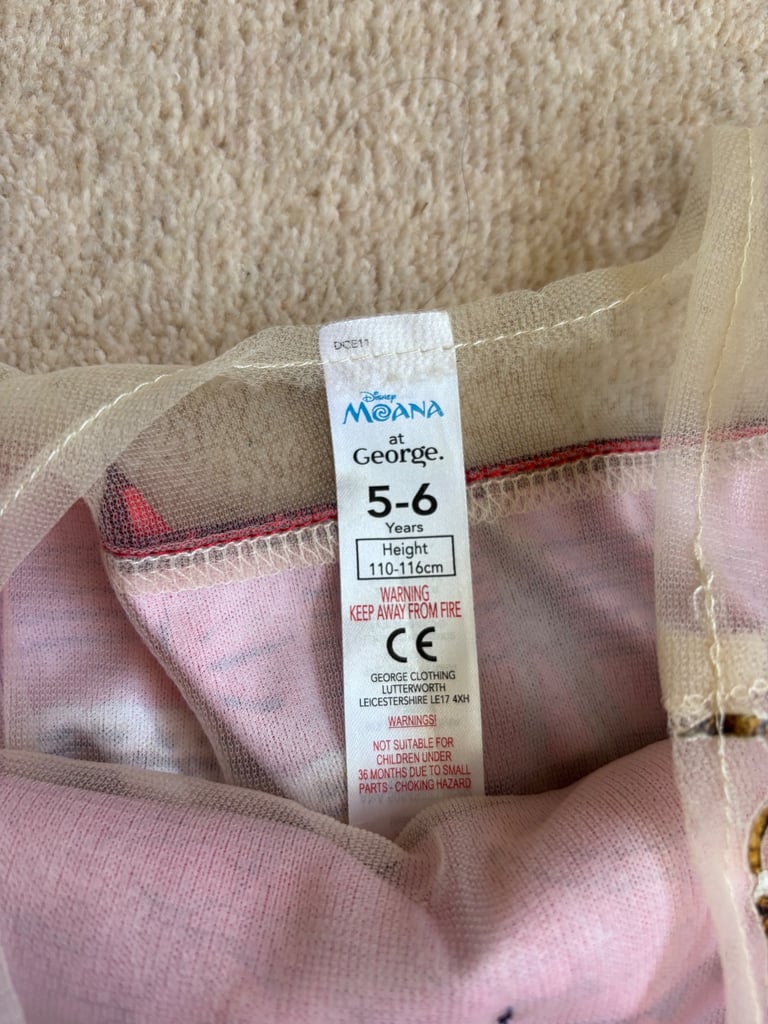 DCE11
Disney
MOANA
at
George.
5-6
Years
Height
110-116cm
WARNING
KEEP AWAY FROM FIRE
CE
GEORGE CLOTHING
LUTTERWORTH
LEICESTERSHIRE LE17 4XH
WARNINGS!
NOT SUITABLE FOR
CHILDREN UNDER
36 MONTHS DUE TO SMALL
PARTS - CHOKING HAZARD